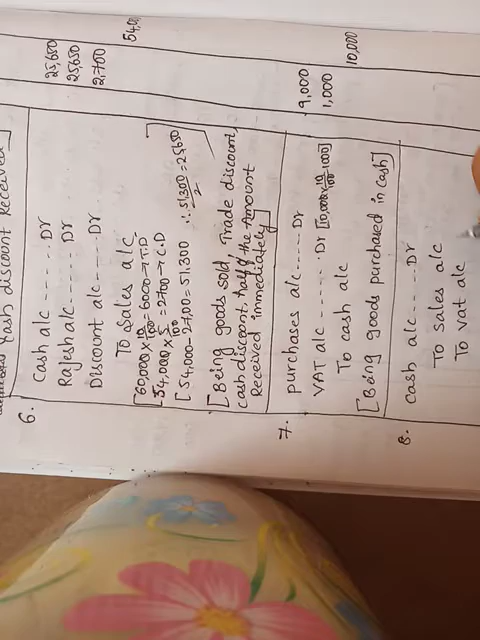 cash discount Received
6. Cash a/c ..... Dr 25,650
Rajesh a/c ..... Dr 25,650
Discount a/c ..... Dr 2,700
To Sales a/c 54,0
[60,000 × 10/100 = 6000 → T.D.
[54,000 × 5/100 = 2700 → C.D
[54,000 - 27,00 = 51,300 ∴ 51,300/2 = 25650
[Being goods sold, Trade discount,
cash discount, half of the Amount
Received immediately]
7. purchases a/c .... Dr 9,000
VAT a/c ...... Dr [10,000 × 10/100 = 1000] 1,000
To cash a/c 10,000
[Being goods purchased in cash]
8. cash a/c ..... Dr
To sales a/c
To vat a/c